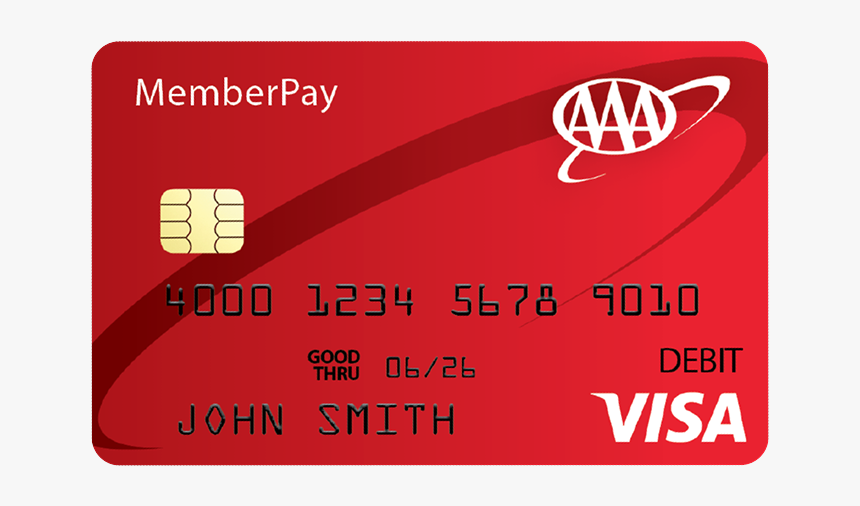 MemberPay
AAA
4000 1234 5678 9010
GOOD
THRU 06/26
DEBIT
JOHN SMITH
VISA